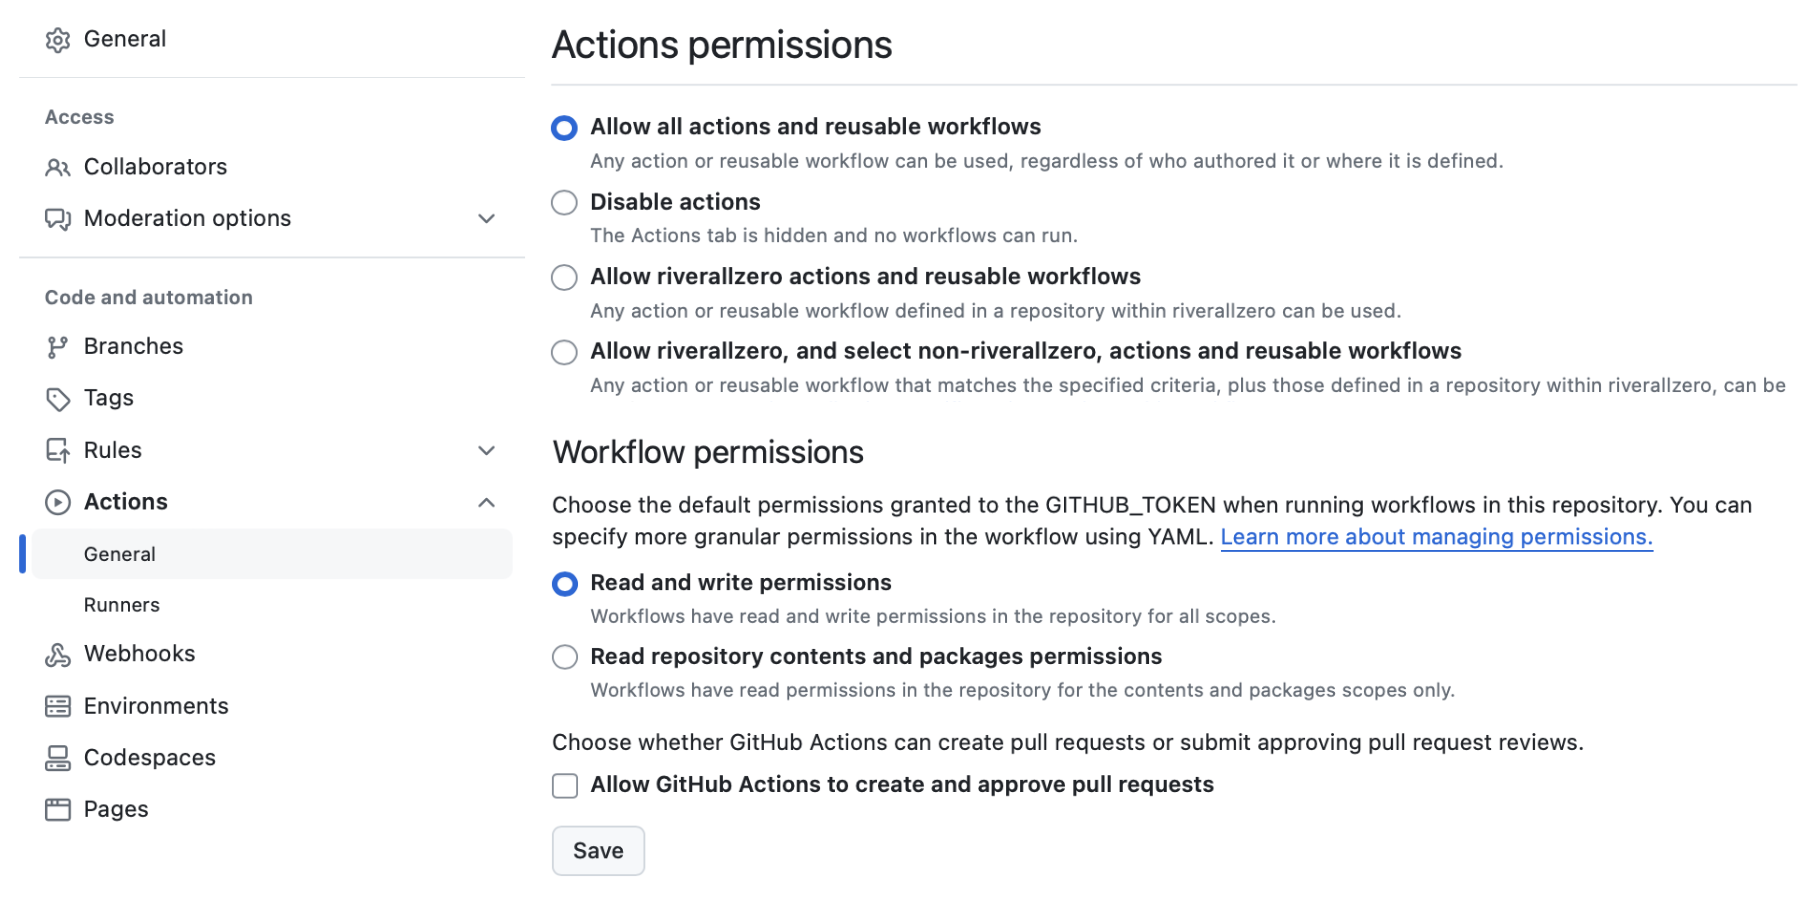 General
Access
Collaborators
Moderation options
Code and automation
Branches
Tags
Rules
Actions
General
Runners
Webhooks
Environments
Codespaces
Pages
Actions permissions
Allow all actions and reusable workflows
Any action or reusable workflow can be used, regardless of who authored it or where it is defined.
Disable actions
The Actions tab is hidden and no workflows can run.
Allow riverallzero actions and reusable workflows
Any action or reusable workflow defined in a repository within riverallzero can be used.
Allow riverallzero, and select non-riverallzero, actions and reusable workflows
Any action or reusable workflow that matches the specified criteria, plus those defined in a repository within riverallzero, can be
Workflow permissions
Choose the default permissions granted to the GITHUB_TOKEN when running workflows in this repository. You can
specify more granular permissions in the workflow using YAML. Learn more about managing permissions.
Read and write permissions
Workflows have read and write permissions in the repository for all scopes.
Read repository contents and packages permissions
Workflows have read permissions in the repository for the contents and packages scopes only.
Choose whether GitHub Actions can create pull requests or submit approving pull request reviews.
Allow GitHub Actions to create and approve pull requests
Save